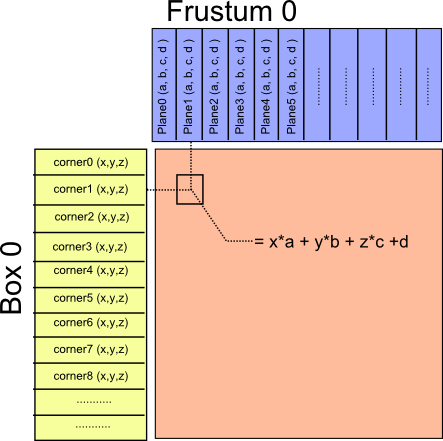 Frustum 0
Plane0 ( a, b, c, d )
Plane1 ( a, b, c, d )
Plane2 ( a, b, c, d )
Plane3 ( a, b, c, d )
Plane4 ( a, b, c, d )
Plane5 ( a, b, c, d )
............
............
............
............
Box 0
corner0 (x,y,z)
corner1 (x,y,z)
corner2 (x,y,z)
corner3 (x,y,z)
corner4 (x,y,z)
corner5 (x,y,z)
corner6 (x,y,z)
corner7 (x,y,z)
corner8 (x,y,z)
...........
...........
= x*a + y*b + z*c +d